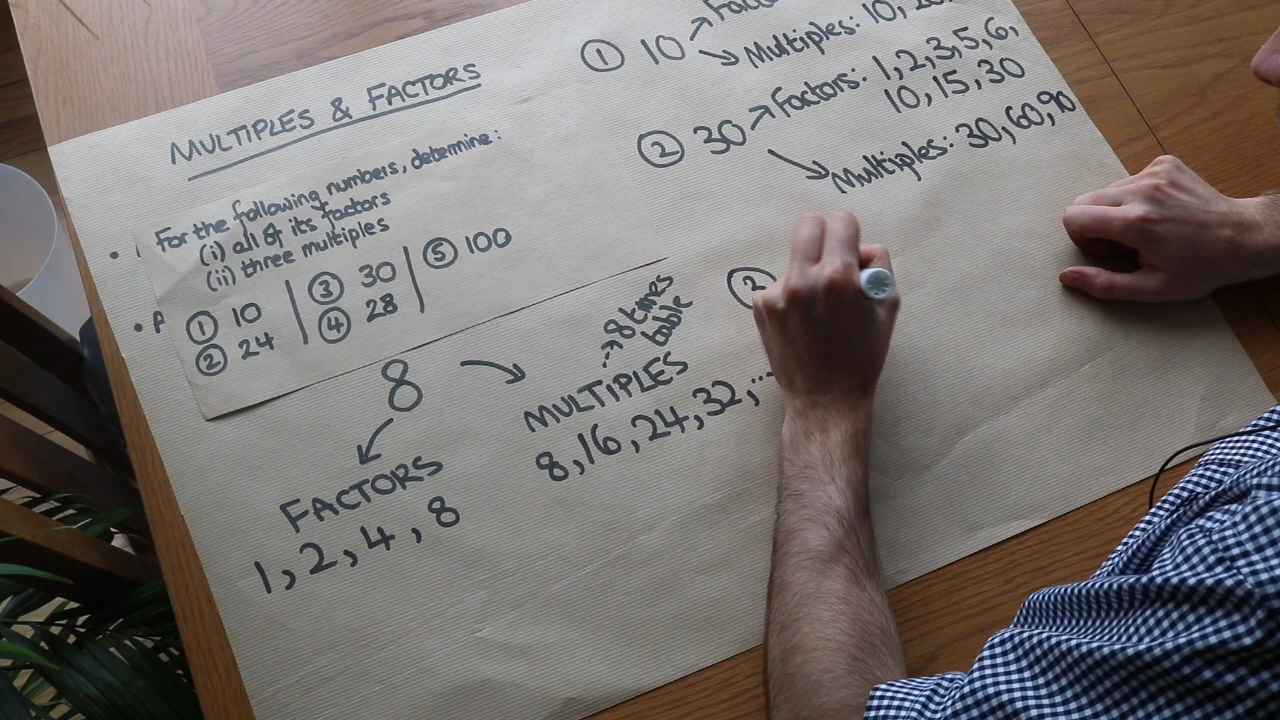 MULTIPLES & FACTORS
For the following numbers, determine:
(i) all of its factors
(ii) three multiples
① 10
② 24
③ 30
④ 28
⑤ 100
8
FACTORS
1, 2, 4, 8
8 times
table
MULTIPLES
8, 16, 24, 32, ...
① 10
Multiples: 10,
② 30
Factors: 1, 2, 3, 5, 6,
10, 15, 30
Multiples: 30, 60, 90
②